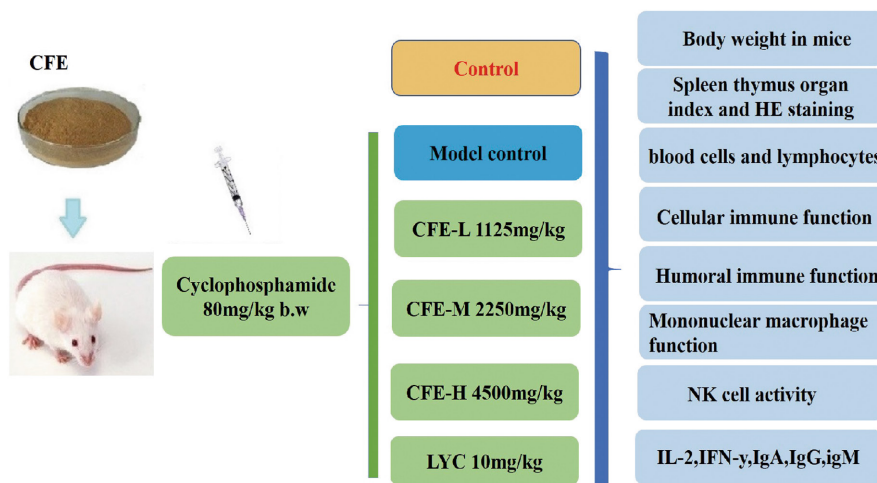 CFE
Cyclophosphamide
80mg/kg b.w
Control
Model control
CFE-L 1125mg/kg
CFE-M 2250mg/kg
CFE-H 4500mg/kg
LYC 10mg/kg
Body weight in mice
Spleen thymus organ
index and HE staining
blood cells and lymphocytes
Cellular immune function
Humoral immune function
Mononuclear macrophage
function
NK cell activity
IL-2,IFN-y,IgA,IgG,igM